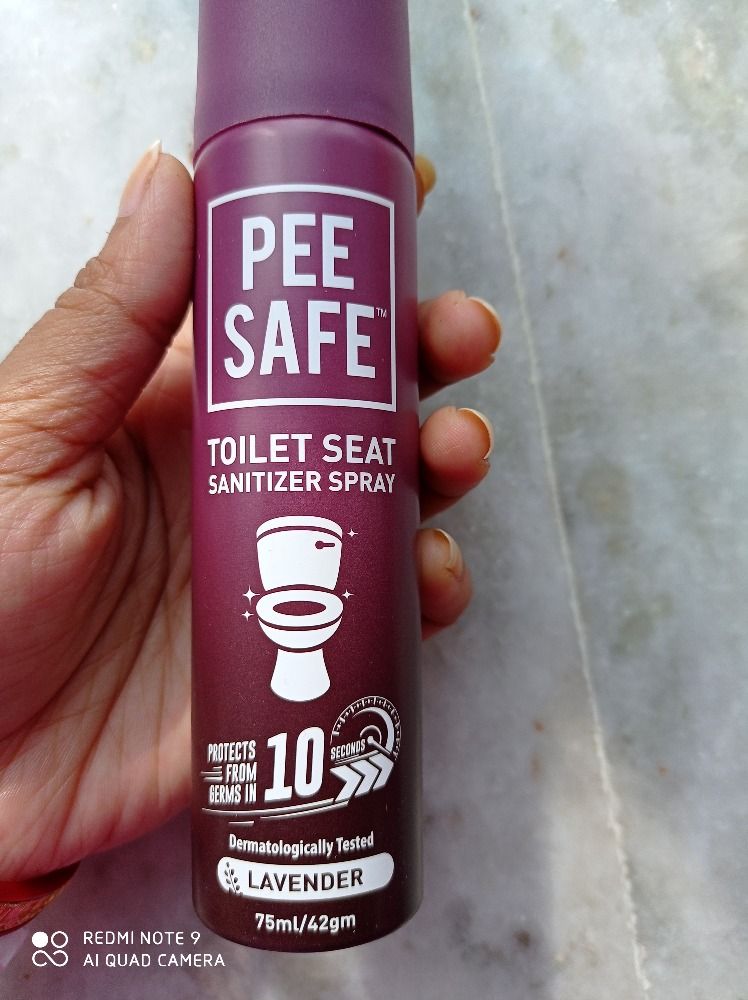 PEE
SAFE™
TOILET SEAT
SANITIZER SPRAY
PROTECTS
FROM
GERMS IN
10
SECONDS
Dermatologically Tested
LAVENDER
75ml/42gm
REDMI NOTE 9
AI QUAD CAMERA